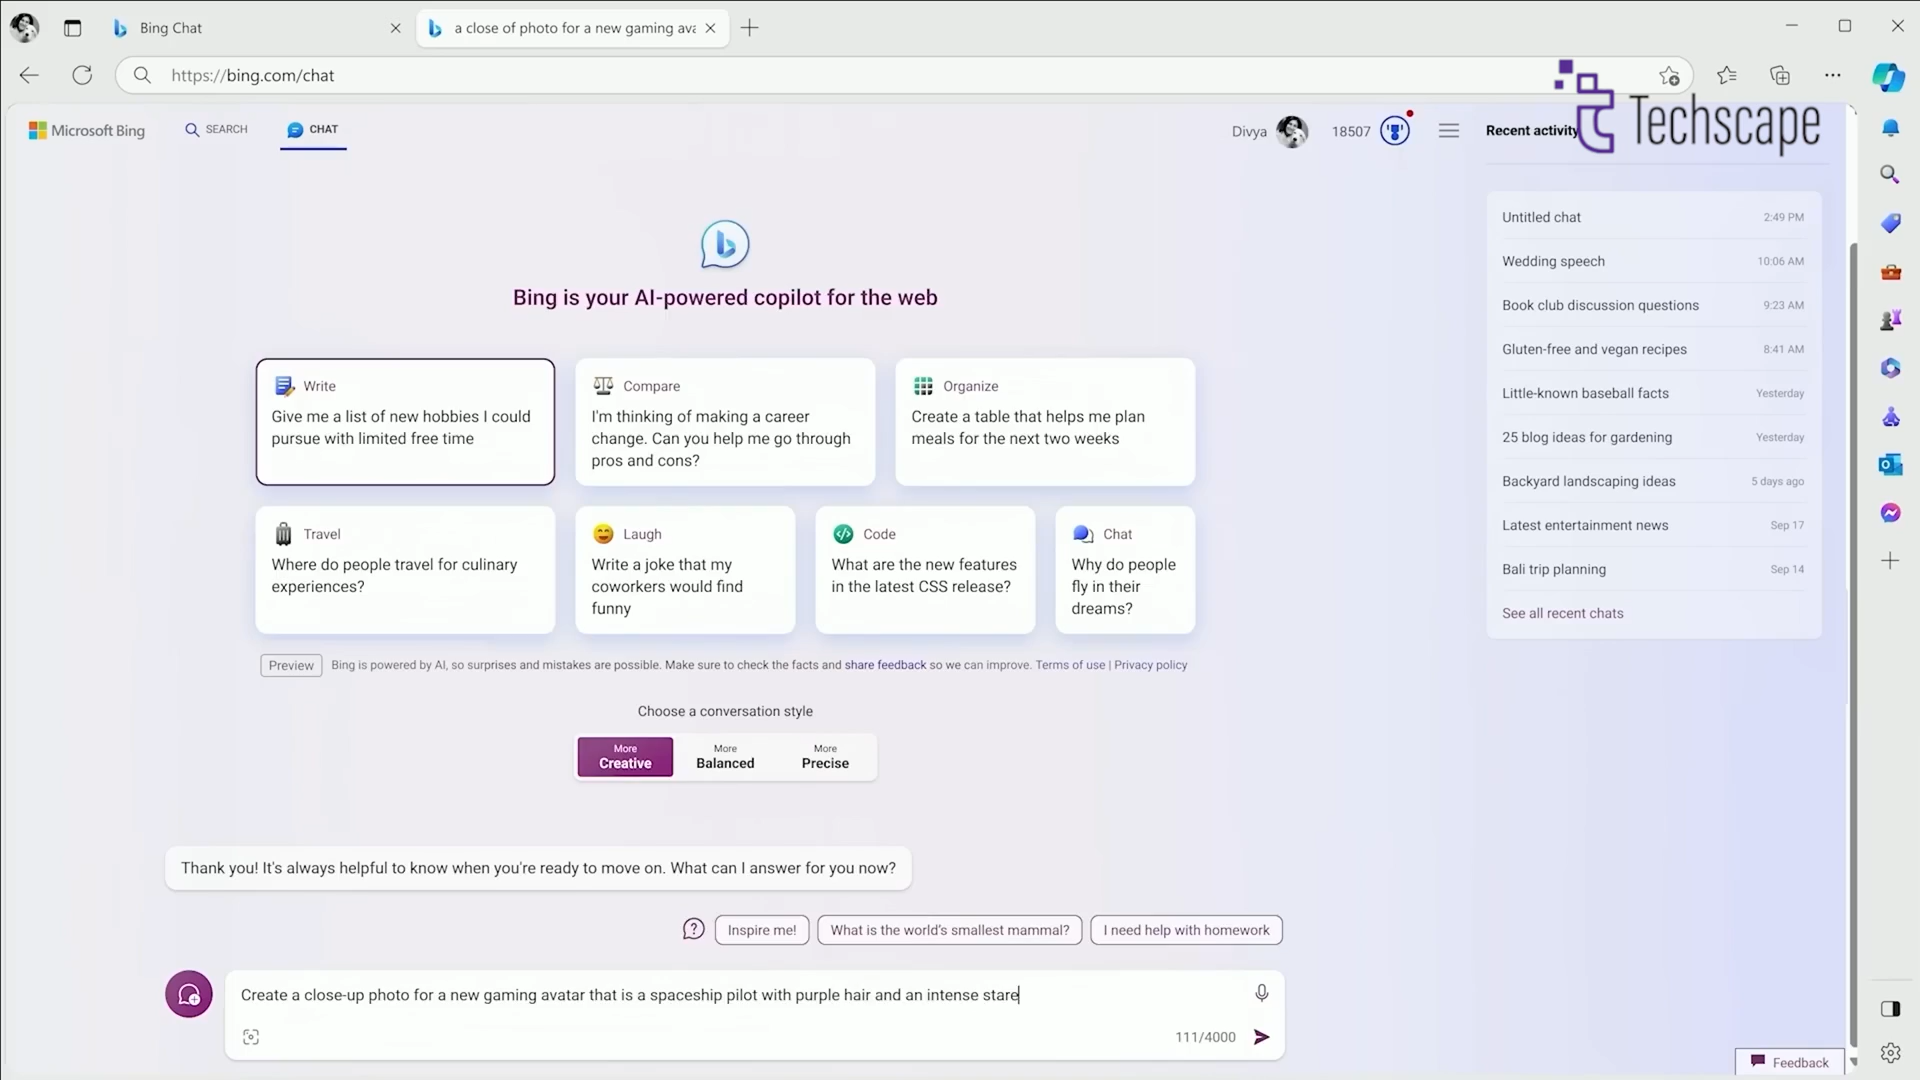 Bing Chat
a close of photo for a new gaming ava
https://bing.com/chat
Techscape
Microsoft Bing
SEARCH
CHAT
Divya
18507
Recent activity
Bing is your AI-powered copilot for the web
Write
Give me a list of new hobbies I could
pursue with limited free time
Compare
I'm thinking of making a career
change. Can you help me go through
pros and cons?
Organize
Create a table that helps me plan
meals for the next two weeks
Travel
Where do people travel for culinary
experiences?
Laugh
Write a joke that my
coworkers would find
funny
Code
What are the new features
in the latest CSS release?
Chat
Why do people
fly in their
dreams?
Preview
Bing is powered by AI, so surprises and mistakes are possible. Make sure to check the facts and share feedback so we can improve. Terms of use | Privacy policy
Choose a conversation style
More
Creative
More
Balanced
More
Precise
Thank you! It's always helpful to know when you're ready to move on. What can I answer for you now?
Inspire me!
What is the world's smallest mammal?
I need help with homework
Create a close-up photo for a new gaming avatar that is a spaceship pilot with purple hair and an intense stare
111/4000
Untitled chat 2:49 PM
Wedding speech 10:06 AM
Book club discussion questions 9:23 AM
Gluten-free and vegan recipes 8:41 AM
Little-known baseball facts Yesterday
25 blog ideas for gardening Yesterday
Backyard landscaping ideas 5 days ago
Latest entertainment news Sep 17
Bali trip planning Sep 14
See all recent chats
Feedback